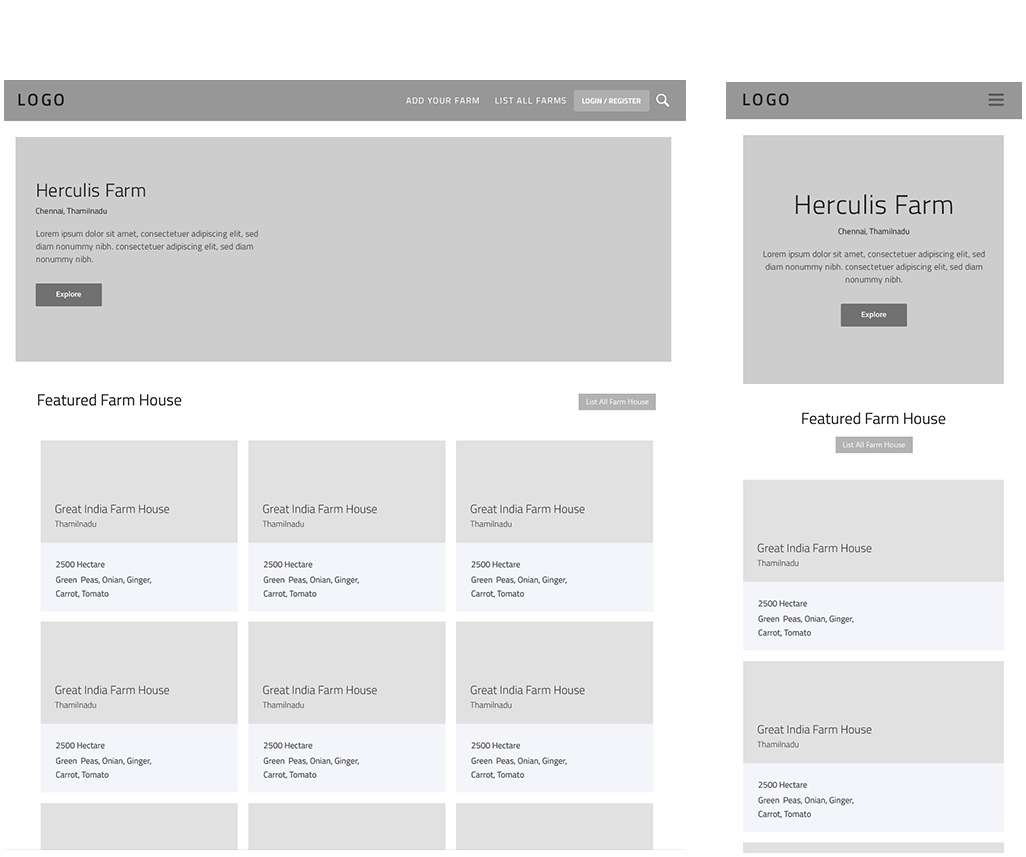 LOGO
ADD YOUR FARM LIST ALL FARMS LOGIN / REGISTER
Herculis Farm
Chennai, Thamilnadu
Lorem ipsum dolor sit amet, consectetuer adipiscing elit, sed
diam nonummy nibh. consectetuer adipiscing elit, sed diam
nonummy nibh.
Explore
Featured Farm House
List All Farm House
Great India Farm House
Thamilnadu
2500 Hectare
Green Peas, Onian, Ginger,
Carrot, Tomato
Great India Farm House
Thamilnadu
2500 Hectare
Green Peas, Onian, Ginger,
Carrot, Tomato
Great India Farm House
Thamilnadu
2500 Hectare
Green Peas, Onian, Ginger,
Carrot, Tomato
Great India Farm House
Thamilnadu
2500 Hectare
Green Peas, Onian, Ginger,
Carrot, Tomato
Great India Farm House
Thamilnadu
2500 Hectare
Green Peas, Onian, Ginger,
Carrot, Tomato
Great India Farm House
Thamilnadu
2500 Hectare
Green Peas, Onian, Ginger,
Carrot, Tomato
LOGO
Herculis Farm
Chennai, Thamilnadu
Lorem ipsum dolor sit amet, consectetuer adipiscing elit, sed
diam nonummy nibh. consectetuer adipiscing elit, sed diam
nonummy nibh.
Explore
Featured Farm House
List All Farm House
Great India Farm House
Thamilnadu
2500 Hectare
Green Peas, Onian, Ginger,
Carrot, Tomato
Great India Farm House
Thamilnadu
2500 Hectare
Green Peas, Onian, Ginger,
Carrot, Tomato